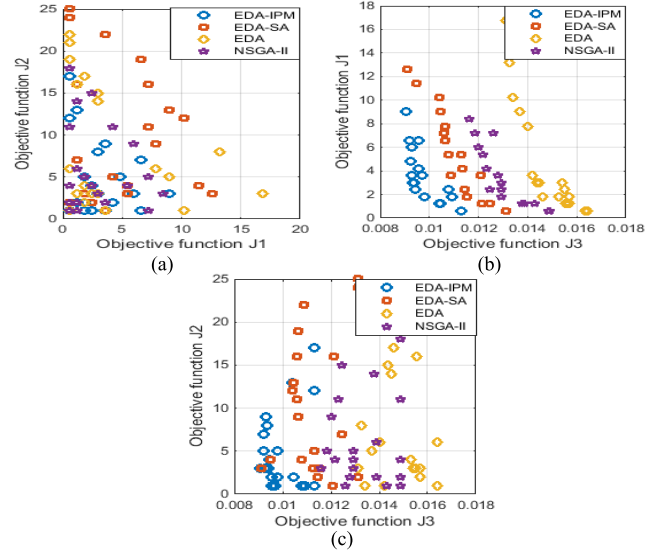 25
20
15
10
5
0
0
5
10
15
20
Objective function J2
Objective function J1
EDA-IPM
EDA-SA
EDA
NSGA-II
(a)
18
16
14
12
10
8
6
4
2
0
0.008
0.01
0.012
0.014
0.016
0.018
Objective function J1
Objective function J3
EDA-IPM
EDA-SA
EDA
NSGA-II
(b)
25
20
15
10
5
0
0.008
0.01
0.012
0.014
0.016
0.018
Objective function J2
Objective function J3
EDA-IPM
EDA-SA
EDA
NSGA-II
(c)